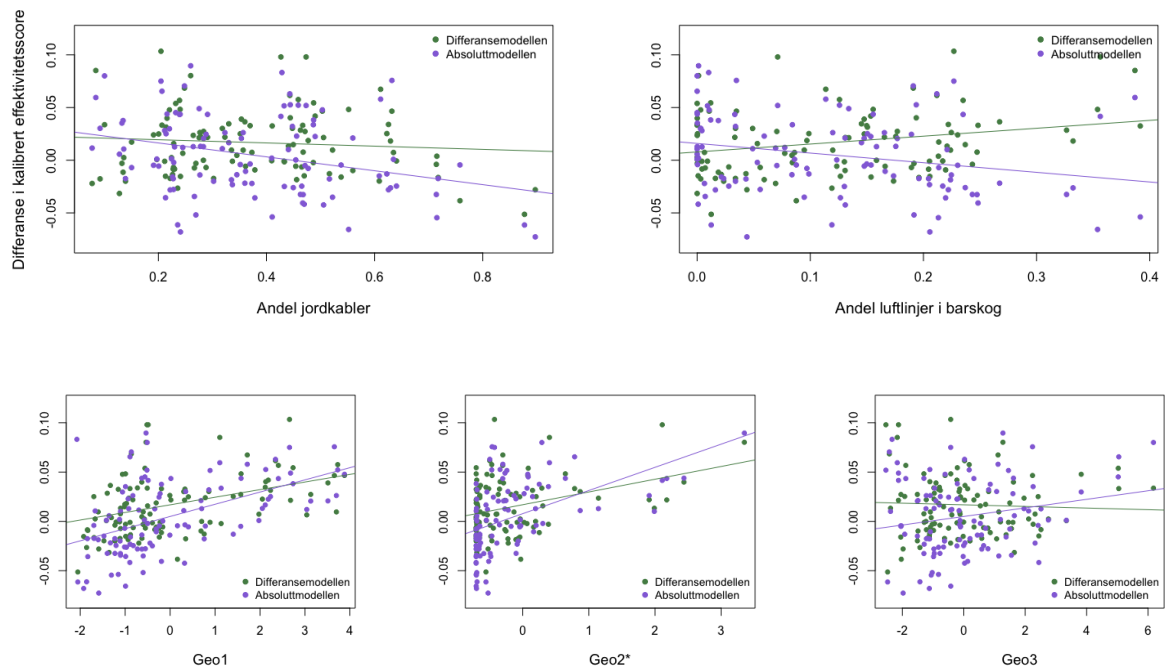 Differanse i kalibrert effektivitetsscore
0.10
0.05
0.00
-0.05
Differansemodellen
Absoluttmodellen
0.2 0.4 0.6 0.8
Andel jordkabler
0.10
0.05
0.00
-0.05
Differansemodellen
Absoluttmodellen
0.0 0.1 0.2 0.3 0.4
Andel luftlinjer i barskog
0.10
0.05
0.00
-0.05
Differansemodellen
Absoluttmodellen
-2 -1 0 1 2 3 4
Geo1
0.10
0.05
0.00
-0.05
Differansemodellen
Absoluttmodellen
0 1 2 3
Geo2*
0.10
0.05
0.00
-0.05
Differansemodellen
Absoluttmodellen
-2 0 2 4 6
Geo3